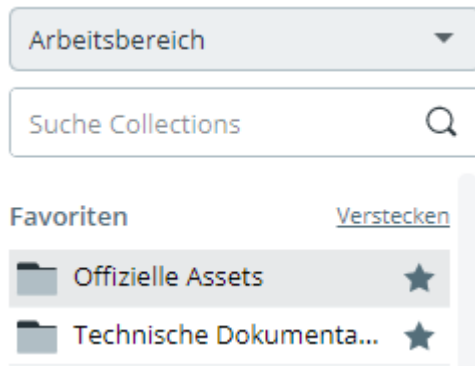 Arbeitsbereich
Suche Collections
Favoriten Verstecken
Offizielle Assets
Technische Dokumenta...